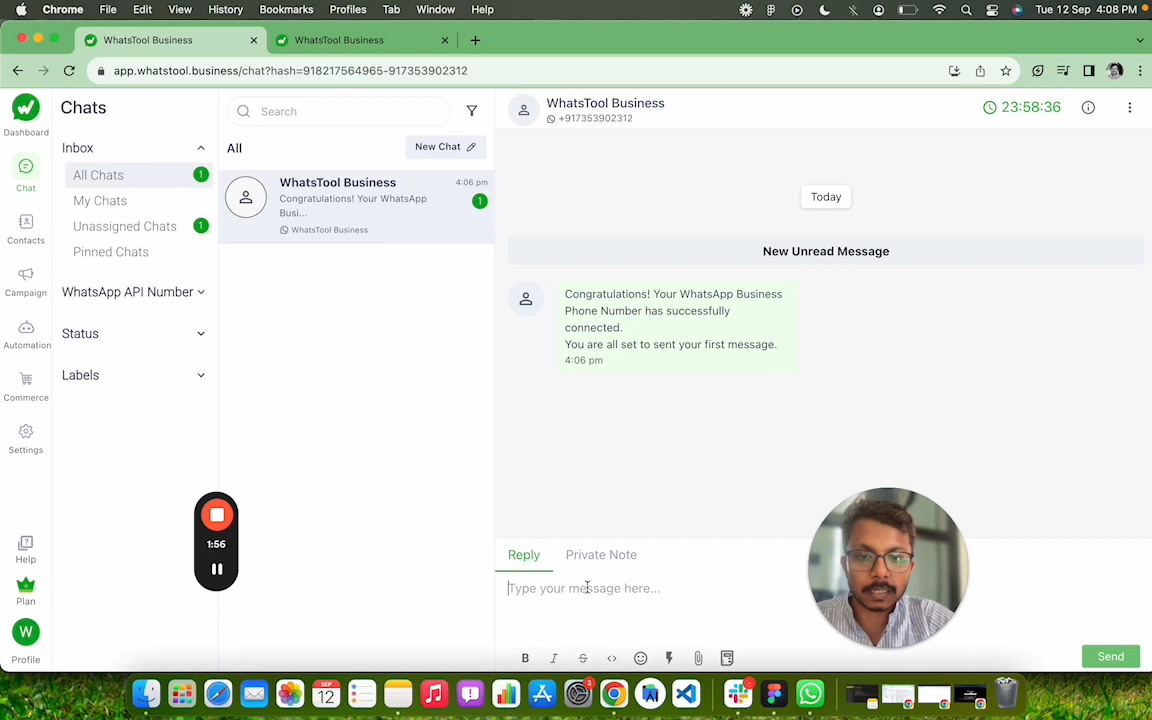 Chrome File Edit View History Bookmarks Profiles Tab Window Help Tue 12 Sep 4:08 PM
WhatsTool Business WhatsTool Business
app.whatstool.business/chat?hash=918217564965-917353902312
Dashboard
Chat
Contacts
Campaign
Automation
Commerce
Settings
Help
Plan
W
Profile
Chats
Inbox
All Chats 1
My Chats
Unassigned Chats 1
Pinned Chats
WhatsApp API Number
Status
Labels
1:56
Search
All New Chat
WhatsTool Business 4:06 pm
Congratulations! Your WhatsApp 1
Busi...
WhatsTool Business
WhatsTool Business
+917353902312
23:58:36
Today
New Unread Message
Congratulations! Your WhatsApp Business
Phone Number has successfully
connected.
You are all set to sent your first message.
4:06 pm
Reply Private Note
Type your message here...
B I S
Send
SEP
12
3